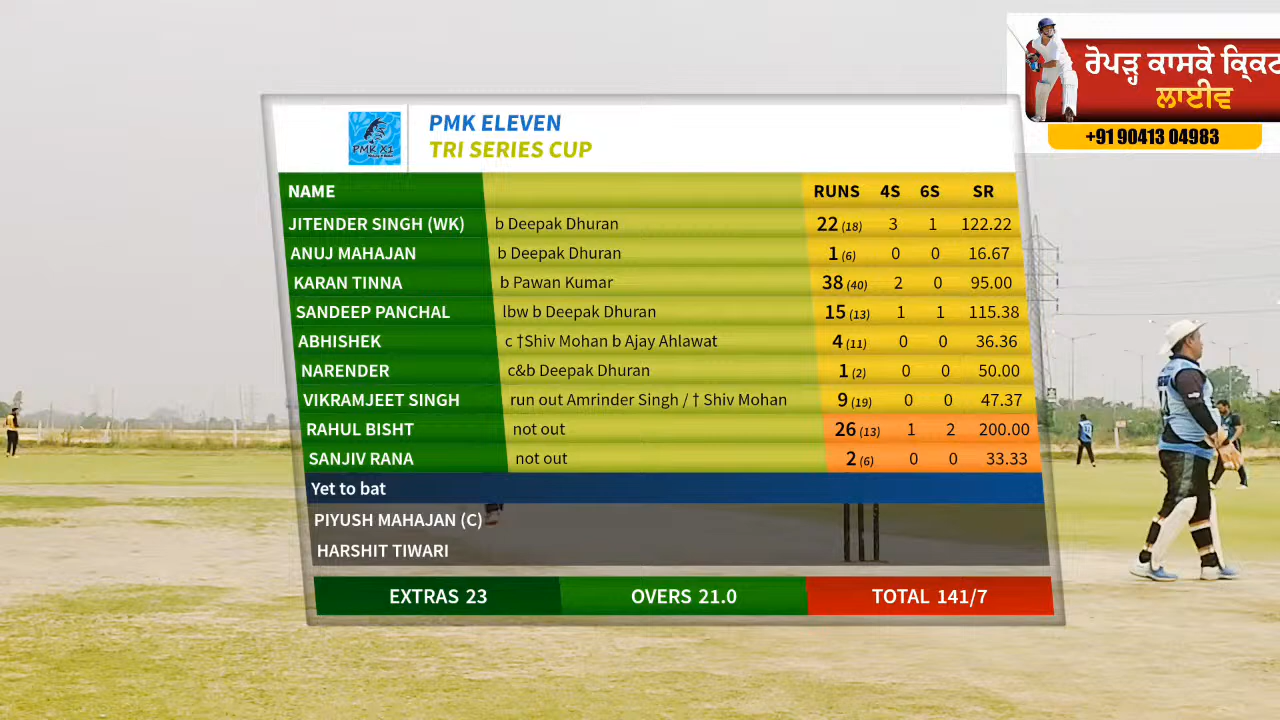 ਰੋਪੜ੍ਹ ਕਾਸਕੋ ਕ੍ਰਿਕਟ
ਲਾਈਵ
+91 90413 04983
PMK X1
PMK ELEVEN
TRI SERIES CUP
NAME RUNS 4S 6S SR
JITENDER SINGH (WK) b Deepak Dhuran 22 (18) 3 1 122.22
ANUJ MAHAJAN b Deepak Dhuran 1 (6) 0 0 16.67
KARAN TINNA b Pawan Kumar 38 (40) 2 0 95.00
SANDEEP PANCHAL lbw b Deepak Dhuran 15 (13) 1 1 115.38
ABHISHEK c †Shiv Mohan b Ajay Ahlawat 4 (11) 0 0 36.36
NARENDER c&b Deepak Dhuran 1 (2) 0 0 50.00
VIKRAMJEET SINGH run out Amrinder Singh / † Shiv Mohan 9 (19) 0 0 47.37
RAHUL BISHT not out 26 (13) 1 2 200.00
SANJIV RANA not out 2 (6) 0 0 33.33
Yet to bat
PIYUSH MAHAJAN (C)
HARSHIT TIWARI
EXTRAS 23 OVERS 21.0 TOTAL 141/7